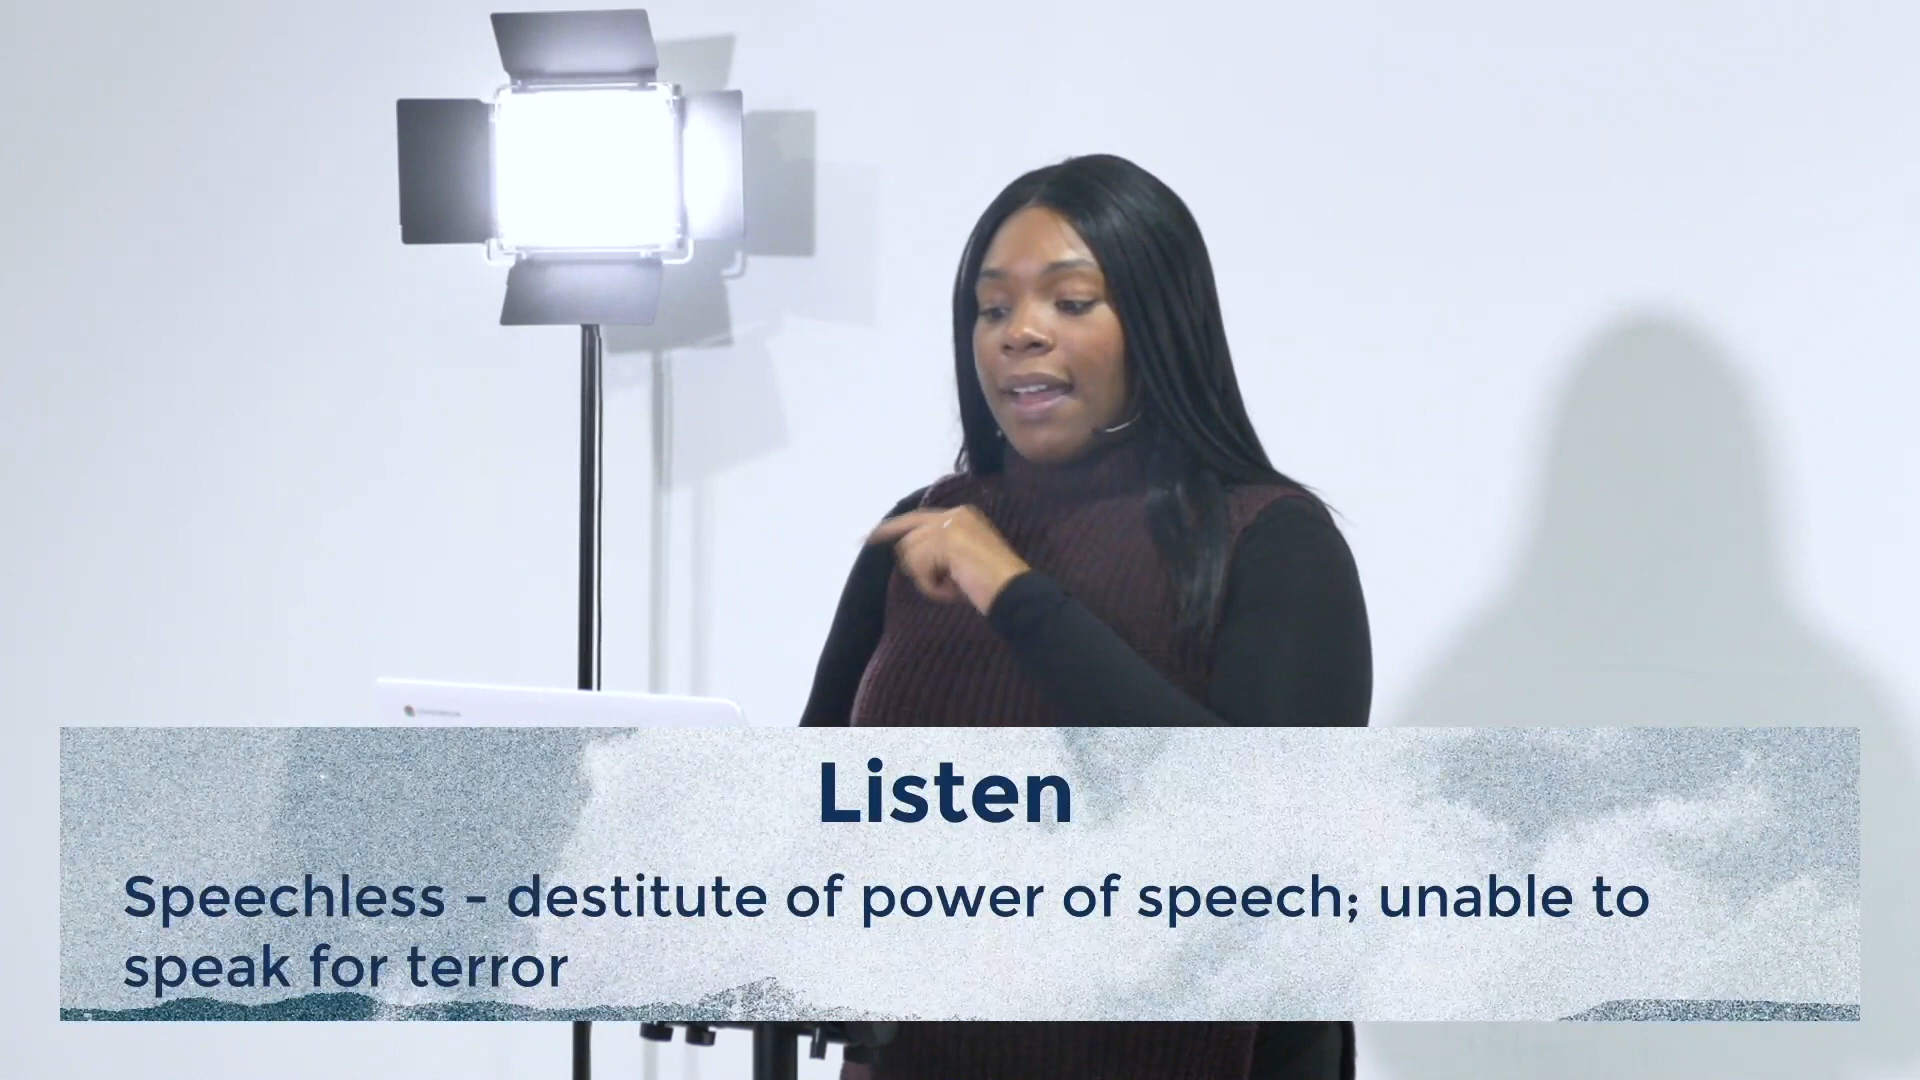 Listen
Speechless - destitute of power of speech; unable to
speak for terror